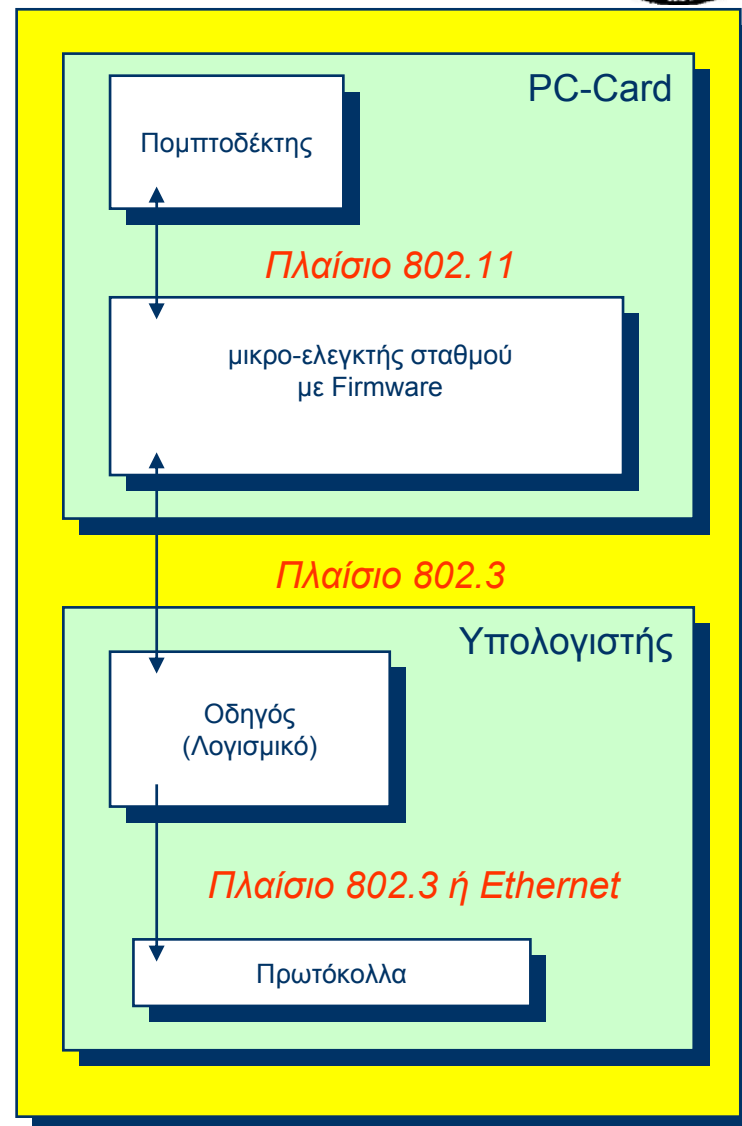 PC-Card
Πομπτοδέκτης
Πλαίσιο 802.11
μικρο-ελεγκτής σταθμού
με Firmware
Πλαίσιο 802.3
Υπολογιστής
Οδηγός
(Λογισμικό)
Πλαίσιο 802.3 ή Ethernet
Πρωτόκολλα